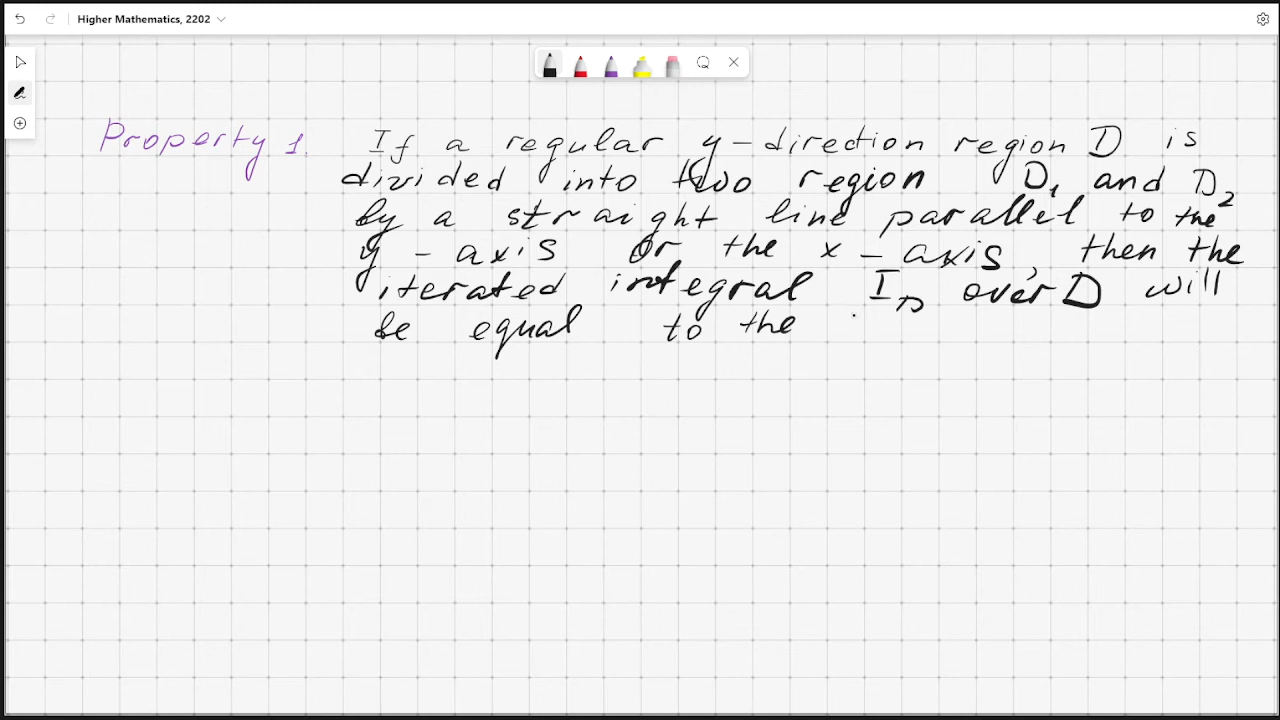 Higher Mathematics, 2202
Property 1. If a regular y-direction region D is
divided into two region D₁ and D₂
by a straight line parallel to the
y-axis or the x-axis, then the
iterated integral I_D over D will
be equal to the